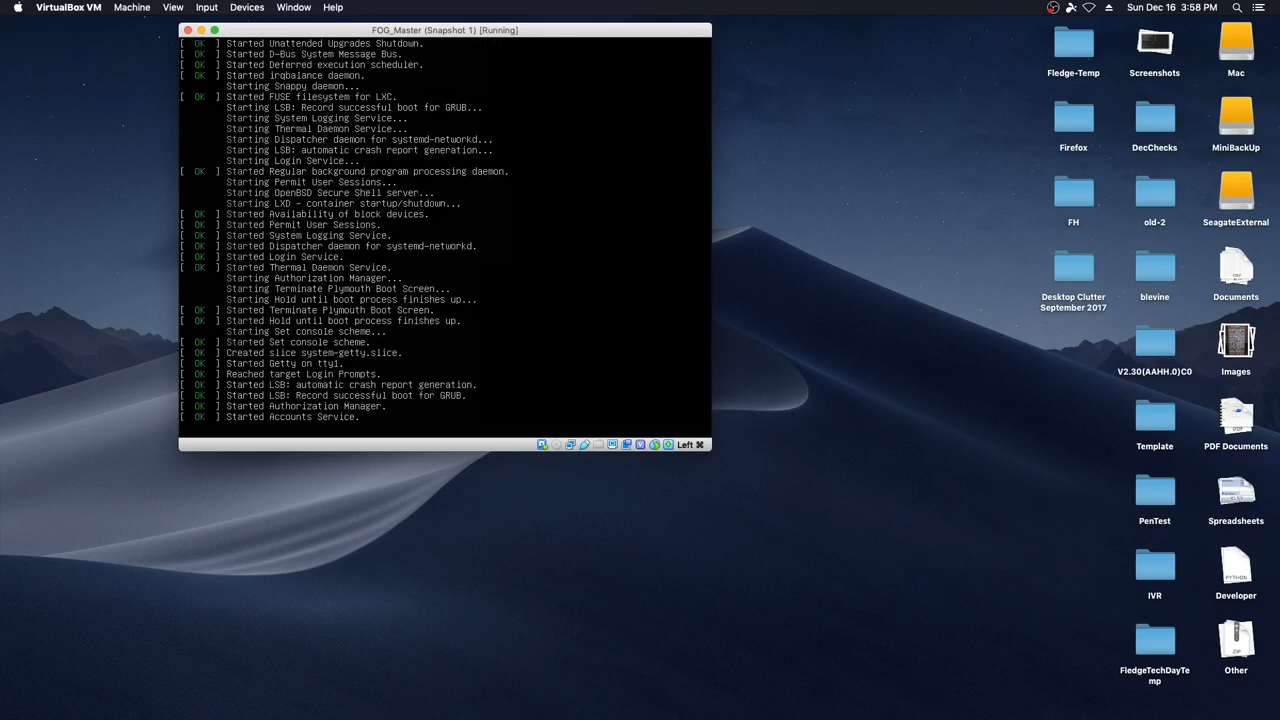 VirtualBox VM Machine View Input Devices Window Help
Sun Dec 16 3:58 PM
FOG_Master (Snapshot 1) [Running]
[ OK ] Started Unattended Upgrades Shutdown.
[ OK ] Started D-Bus System Message Bus.
[ OK ] Started Deferred execution scheduler.
[ OK ] Started irqbalance daemon.
Starting Snappy daemon...
[ OK ] Started FUSE filesystem for LXC.
Starting LSB: Record successful boot for GRUB...
Starting System Logging Service...
Starting Thermal Daemon Service...
Starting Dispatcher daemon for systemd-networkd...
Starting LSB: automatic crash report generation...
Starting Login Service...
[ OK ] Started Regular background program processing daemon.
Starting Permit User Sessions...
Starting OpenBSD Secure Shell server...
Starting LXD - container startup/shutdown...
[ OK ] Started Availability of block devices.
[ OK ] Started Permit User Sessions.
[ OK ] Started System Logging Service.
[ OK ] Started Dispatcher daemon for systemd-networkd.
[ OK ] Started Login Service.
[ OK ] Started Thermal Daemon Service.
Starting Authorization Manager...
Starting Terminate Plymouth Boot Screen...
Starting Hold until boot process finishes up...
[ OK ] Started Terminate Plymouth Boot Screen.
[ OK ] Started Hold until boot process finishes up.
Starting Set console scheme...
[ OK ] Started Set console scheme.
[ OK ] Created slice system-getty.slice.
[ OK ] Started Getty on tty1.
[ OK ] Reached target Login Prompts.
[ OK ] Started LSB: automatic crash report generation.
[ OK ] Started LSB: Record successful boot for GRUB.
[ OK ] Started Authorization Manager.
[ OK ] Started Accounts Service.
Left ⌘
Fledge-Temp
Screenshots
Mac
Firefox
DecChecks
MiniBackUp
FH
old-2
SeagateExternal
Desktop Clutter
September 2017
blevine
CSV
Documents
V2.30(AAHH.0)C0
Images
Template
PDF
PDF Documents
PenTest
XLSX
Spreadsheets
IVR
PYTHON
Developer
FledgeTechDayTe
mp
ZIP
Other